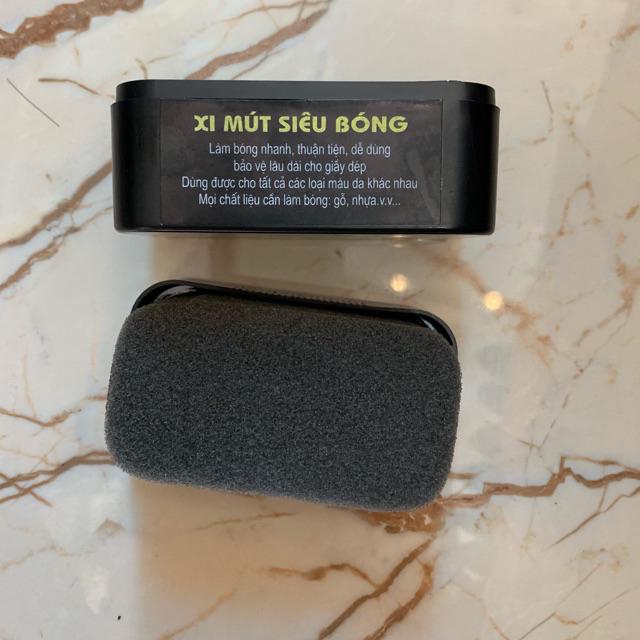 XI MÚT SIÊU BÓNG
Làm bóng nhanh, thuận tiện, dễ dùng
bảo vệ lâu dài cho giầy dép
Dùng được cho tất cả các loại máu da khác nhau
Mọi chất liệu cần làm bóng: gỗ, nhựa.v.v...